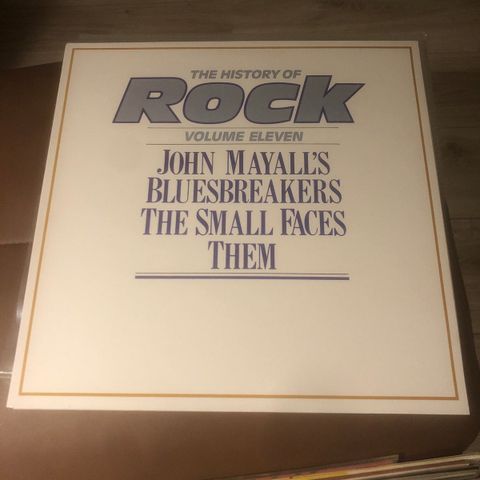 THE HISTORY OF
ROCK
VOLUME ELEVEN
JOHN MAYALL'S
BLUESBREAKERS
THE SMALL FACES
THEM